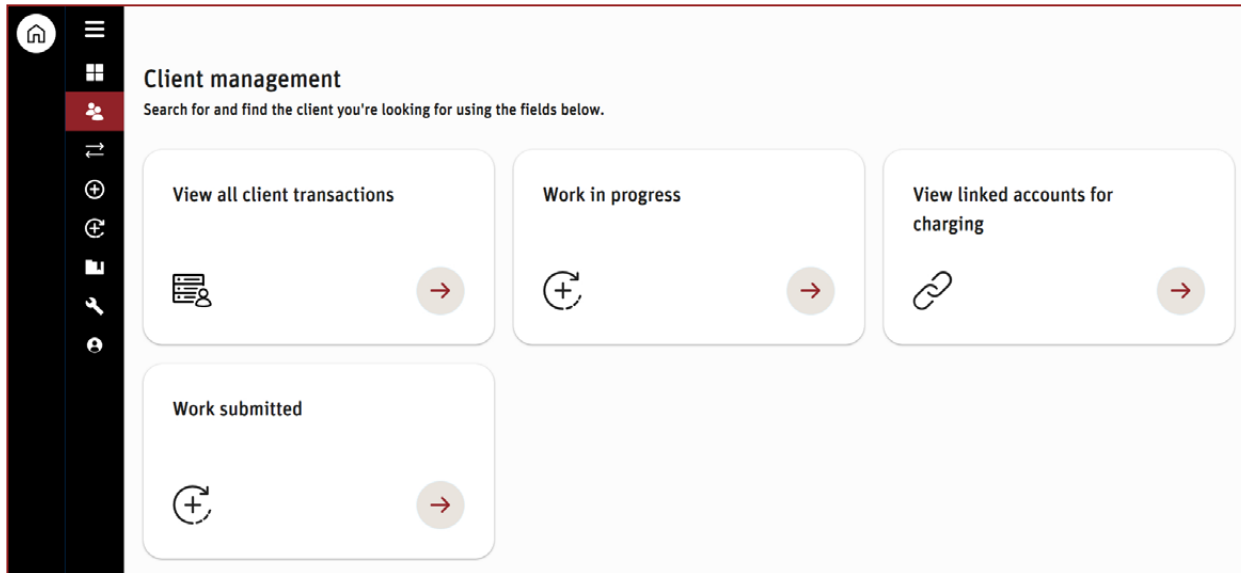 Client management
Search for and find the client you're looking for using the fields below.
View all client transactions
Work in progress
View linked accounts for
charging
Work submitted